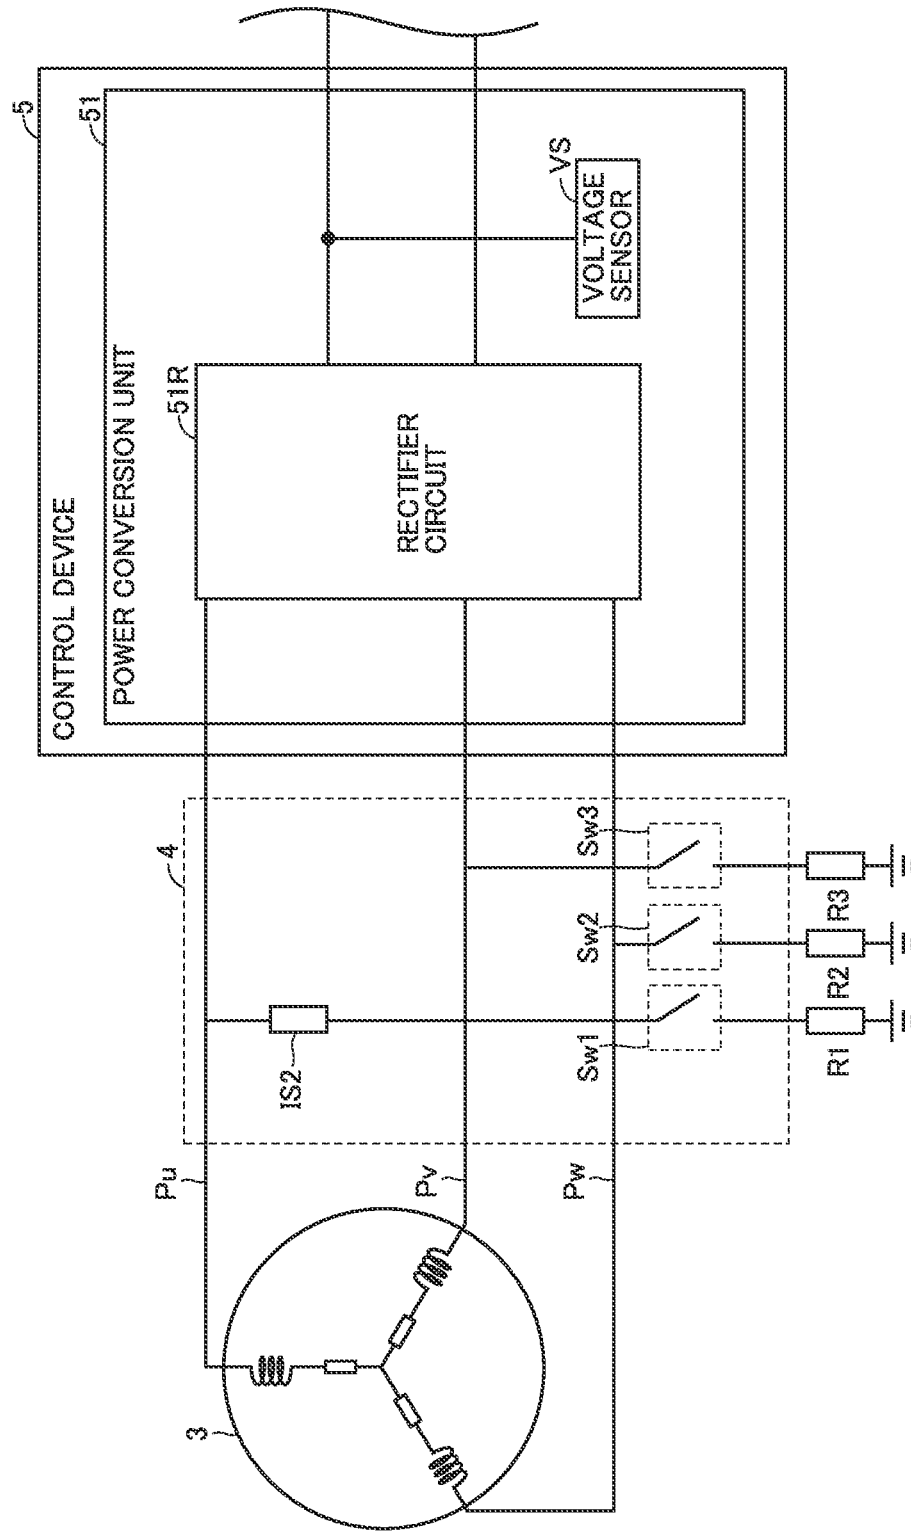 5
CONTROL DEVICE
51
POWER CONVERSION UNIT
51R
RECTIFIER
CIRCUIT
VS
VOLTAGE
SENSOR
4
IS2
Sw1
Sw2
Sw3
R1
R2
R3
Pu
Pv
Pw
3